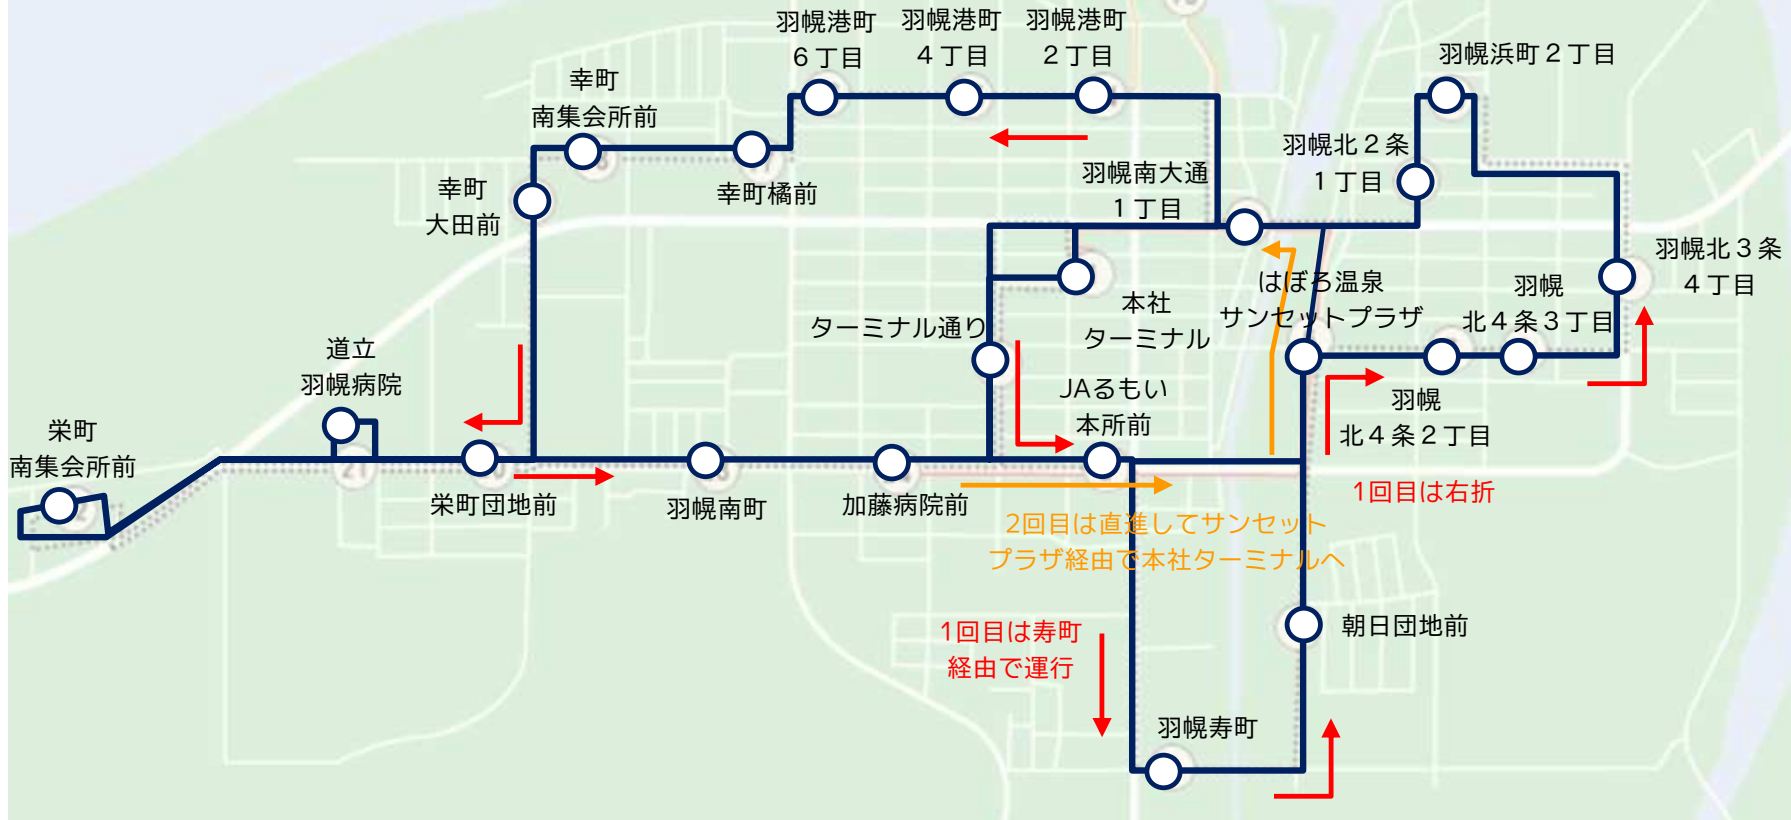 羽幌港町
６丁目
羽幌港町
４丁目
羽幌港町
２丁目
羽幌浜町２丁目
幸町
南集会所前
羽幌北２条
１丁目
幸町
大田前
幸町橋前
羽幌南大通
１丁目
羽幌北３条
４丁目
はぼろ温泉
サンセットプラザ
羽幌
北４条３丁目
本社
ターミナル
ターミナル通り
道立
羽幌病院
JAるもい
本所前
羽幌
北４条２丁目
栄町
南集会所前
栄町団地前
羽幌南町
加藤病院前
1回目は右折
2回目は直進してサンセット
プラザ経由で本社ターミナルへ
1回目は寿町
経由で運行
朝日団地前
羽幌寿町